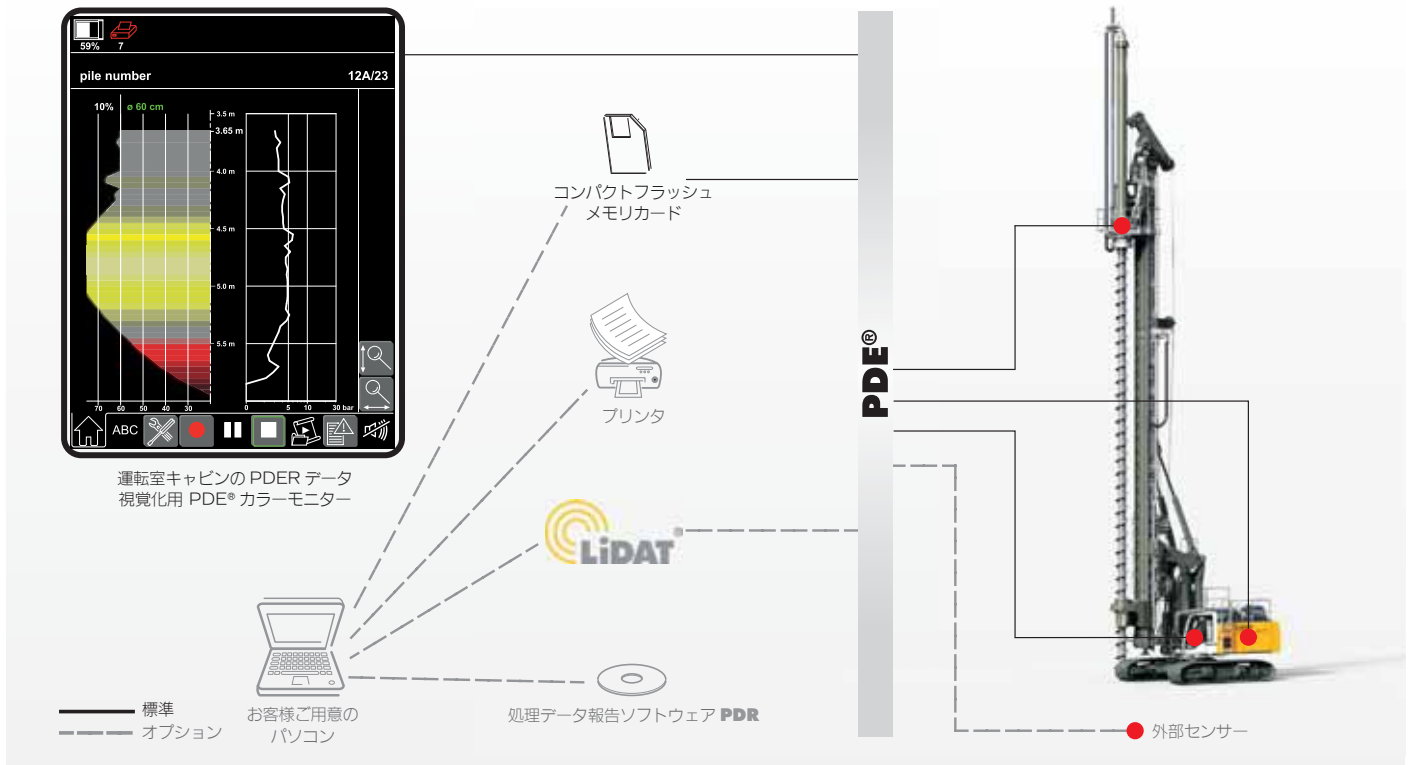 59% 7
pile number 12A/23
10% ø 60 cm
3.5 m
3.65 m
4.0 m
4.5 m
5.0 m
5.5 m
70 60 50 40 30 0 5 10 30 bar
ABC
運転室キャビンの PDER データ
視覚化用 PDE® カラーモニター
コンパクトフラッシュ
メモリカード
プリンタ
LiDAT®
お客様ご用意の
パソコン
処理データ報告ソフトウェア PDR
標準
オプション
PDE®
外部センサー